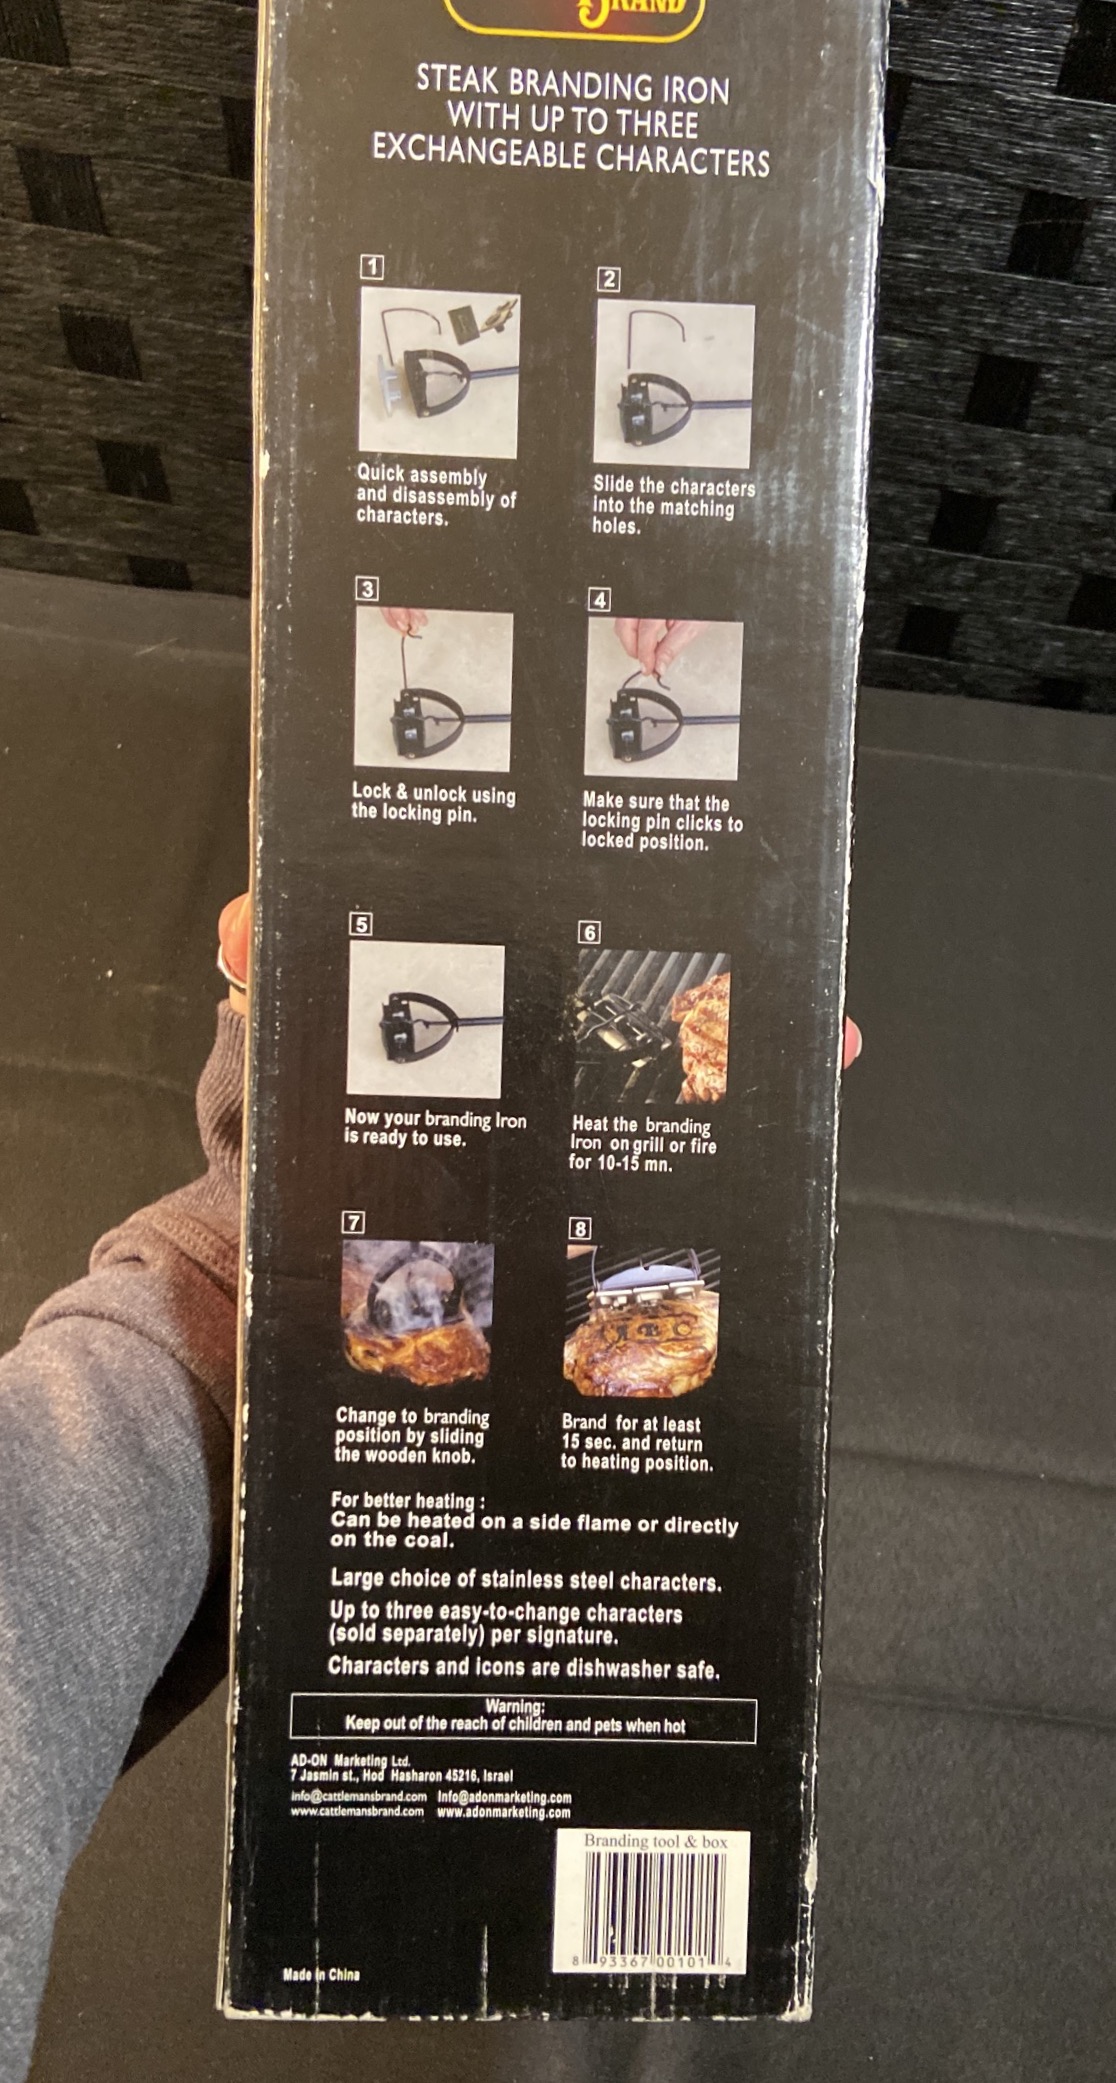 BRAND
STEAK BRANDING IRON
WITH UP TO THREE
EXCHANGEABLE CHARACTERS
1
2
Quick assembly
and disassembly of
characters.
Slide the characters
into the matching
holes.
3
4
Lock & unlock using
the locking pin.
Make sure that the
locking pin clicks to
locked position.
5
6
Now your branding Iron
is ready to use.
Heat the branding
Iron on grill or fire
for 10-15 mn.
7
8
ABC
Change to branding
position by sliding
the wooden knob.
Brand for at least
15 sec. and return
to heating position.
For better heating :
Can be heated on a side flame or directly
on the coal.
Large choice of stainless steel characters.
Up to three easy-to-change characters
(sold separately) per signature.
Characters and icons are dishwasher safe.
Warning:
Keep out of the reach of children and pets when hot
AD-ON Marketing Ltd.
7 Jasmin st., Hod Hasharon 45216, Israel
info@cattlemansbrand.com Info@adonmarketing.com
www.cattlemansbrand.com www.adonmarketing.com
Branding tool & box
8 93367 00101 4
Made in China